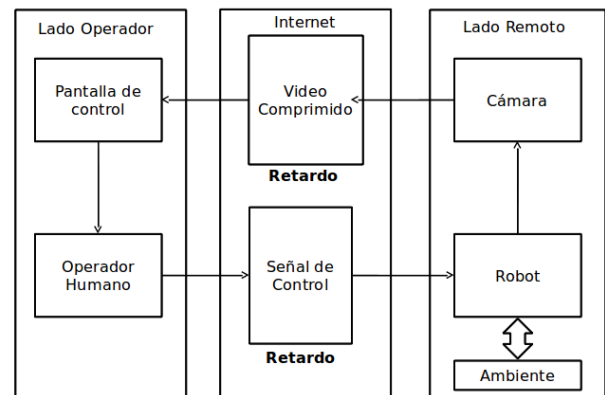 Lado Operador
Pantalla de
control
Operador
Humano
Internet
Video
Comprimido
Retardo
Señal de
Control
Retardo
Lado Remoto
Cámara
Robot
Ambiente